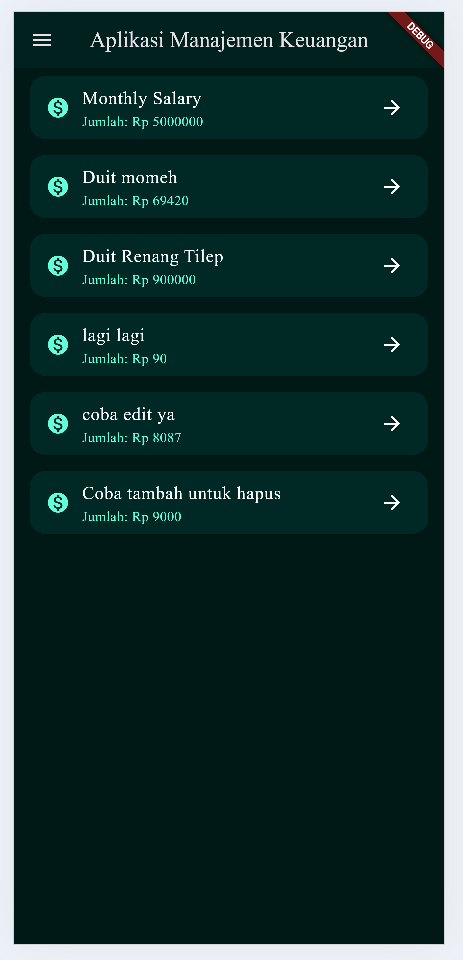 Aplikasi Manajemen Keuangan
DEBUG
Monthly Salary
Jumlah: Rp 5000000
Duit momeh
Jumlah: Rp 69420
Duit Renang Tilep
Jumlah: Rp 900000
lagi lagi
Jumlah: Rp 90
coba edit ya
Jumlah: Rp 8087
Coba tambah untuk hapus
Jumlah: Rp 9000